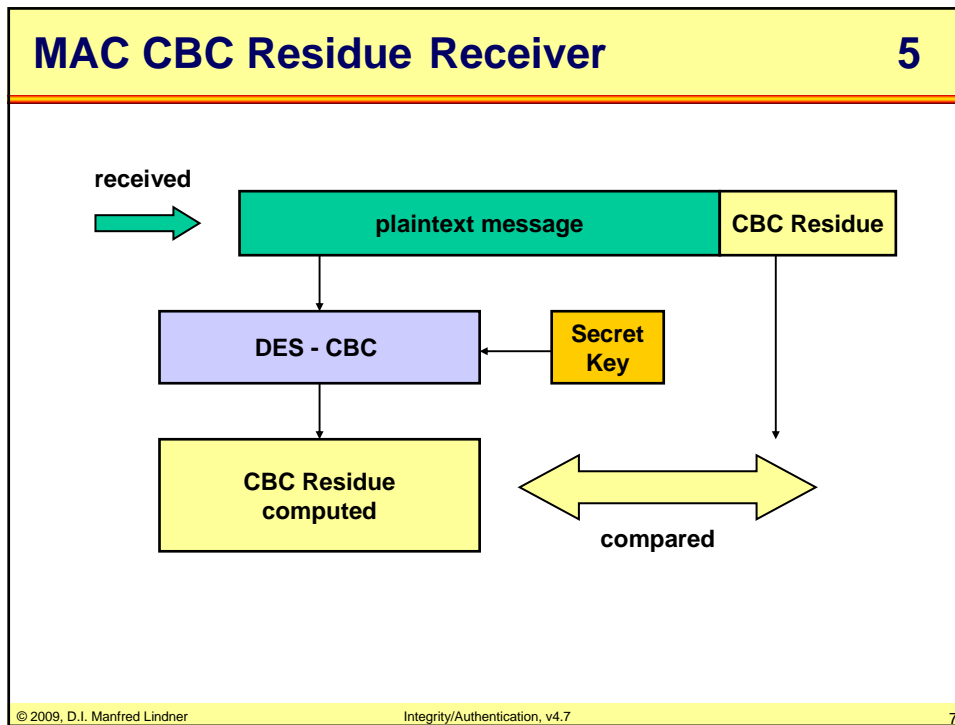 MAC CBC Residue Receiver 5
received
plaintext message CBC Residue
DES - CBC
Secret
Key
CBC Residue
computed
compared
© 2009, D.I. Manfred Lindner Integrity/Authentication, v4.7 7